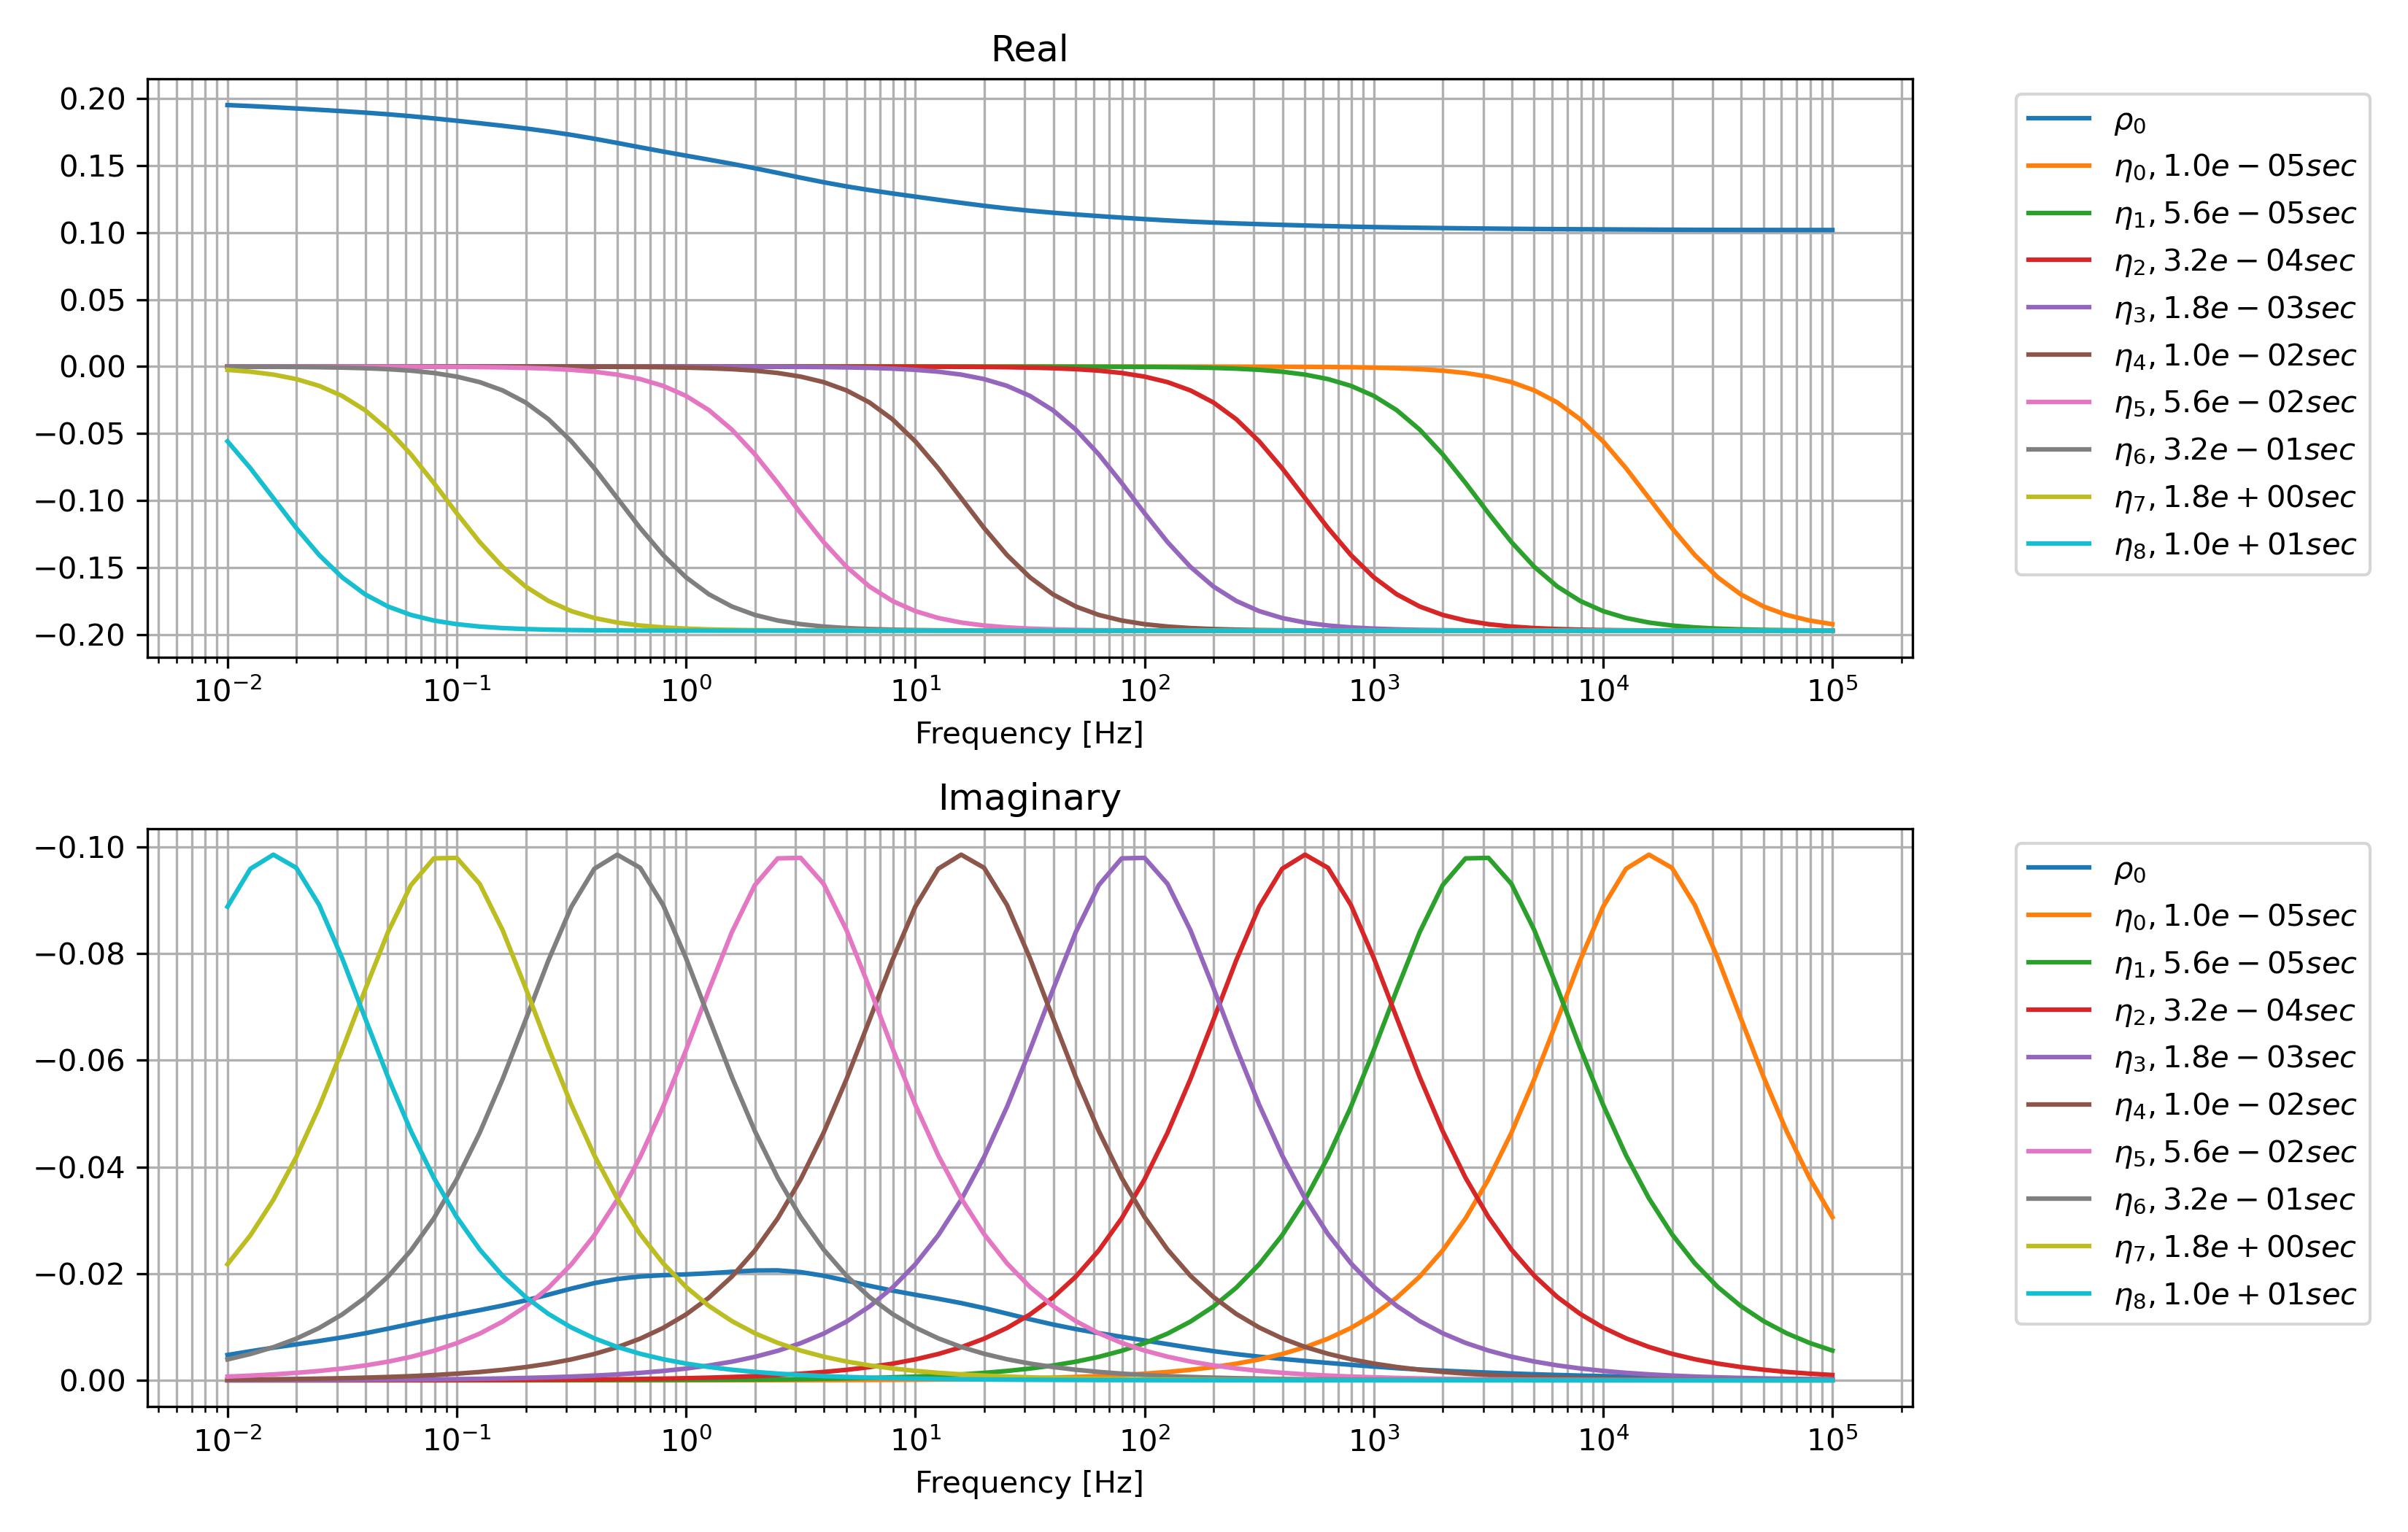 Real
0.20
0.15
0.10
0.05
0.00
−0.05
−0.10
−0.15
−0.20
10⁻² 10⁻¹ 10⁰ 10¹ 10² 10³ 10⁴ 10⁵
Frequency [Hz]
ρ₀
η₀, 1.0e − 05sec
η₁, 5.6e − 05sec
η₂, 3.2e − 04sec
η₃, 1.8e − 03sec
η₄, 1.0e − 02sec
η₅, 5.6e − 02sec
η₆, 3.2e − 01sec
η₇, 1.8e + 00sec
η₈, 1.0e + 01sec
Imaginary
−0.10
−0.08
−0.06
−0.04
−0.02
0.00
10⁻² 10⁻¹ 10⁰ 10¹ 10² 10³ 10⁴ 10⁵
Frequency [Hz]
ρ₀
η₀, 1.0e − 05sec
η₁, 5.6e − 05sec
η₂, 3.2e − 04sec
η₃, 1.8e − 03sec
η₄, 1.0e − 02sec
η₅, 5.6e − 02sec
η₆, 3.2e − 01sec
η₇, 1.8e + 00sec
η₈, 1.0e + 01sec